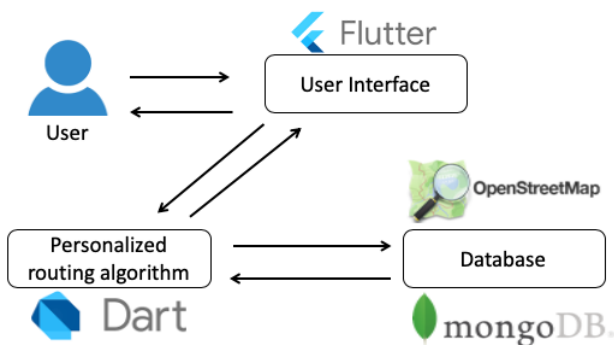 Flutter
User Interface
User
OpenStreetMap
Personalized
routing algorithm
Database
Dart
mongoDB.